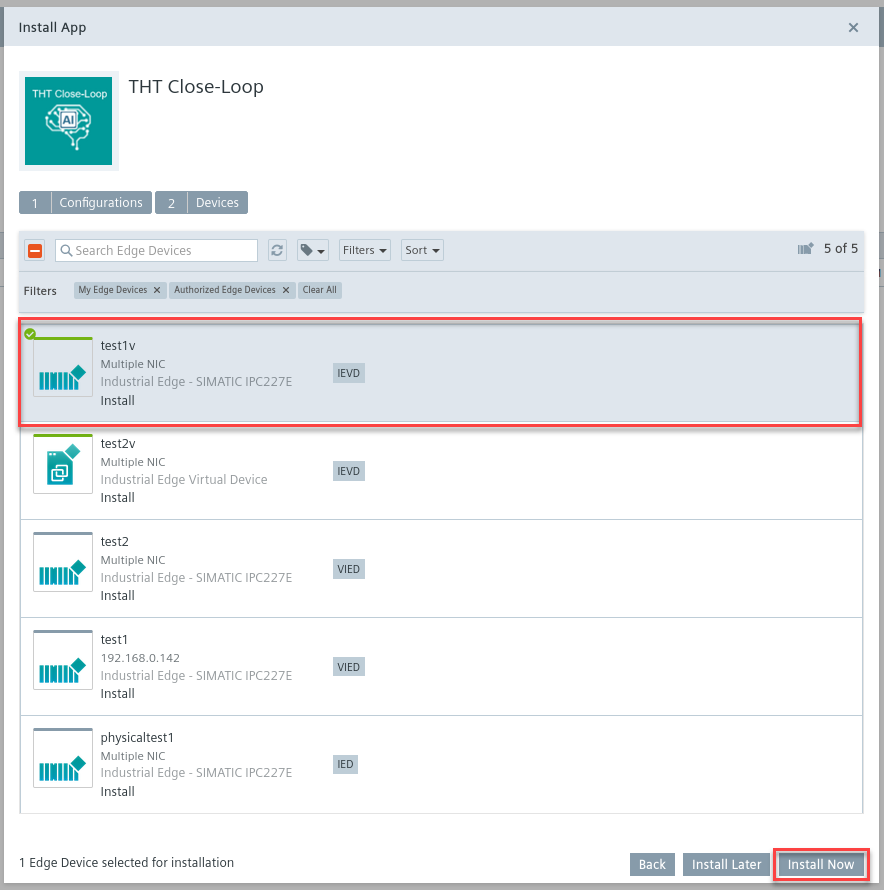 Install App
THT Close-Loop
AI
THT Close-Loop
1 Configurations 2 Devices
Search Edge Devices Filters Sort 5 of 5
Filters My Edge Devices Authorized Edge Devices Clear All
test1v
Multiple NIC
Industrial Edge - SIMATIC IPC227E
Install
IEVD
test2v
Multiple NIC
Industrial Edge Virtual Device
Install
IEVD
test2
Multiple NIC
Industrial Edge - SIMATIC IPC227E
Install
VIED
test1
192.168.0.142
Industrial Edge - SIMATIC IPC227E
Install
VIED
physicaltest1
Multiple NIC
Industrial Edge - SIMATIC IPC227E
Install
IED
1 Edge Device selected for installation Back Install Later Install Now